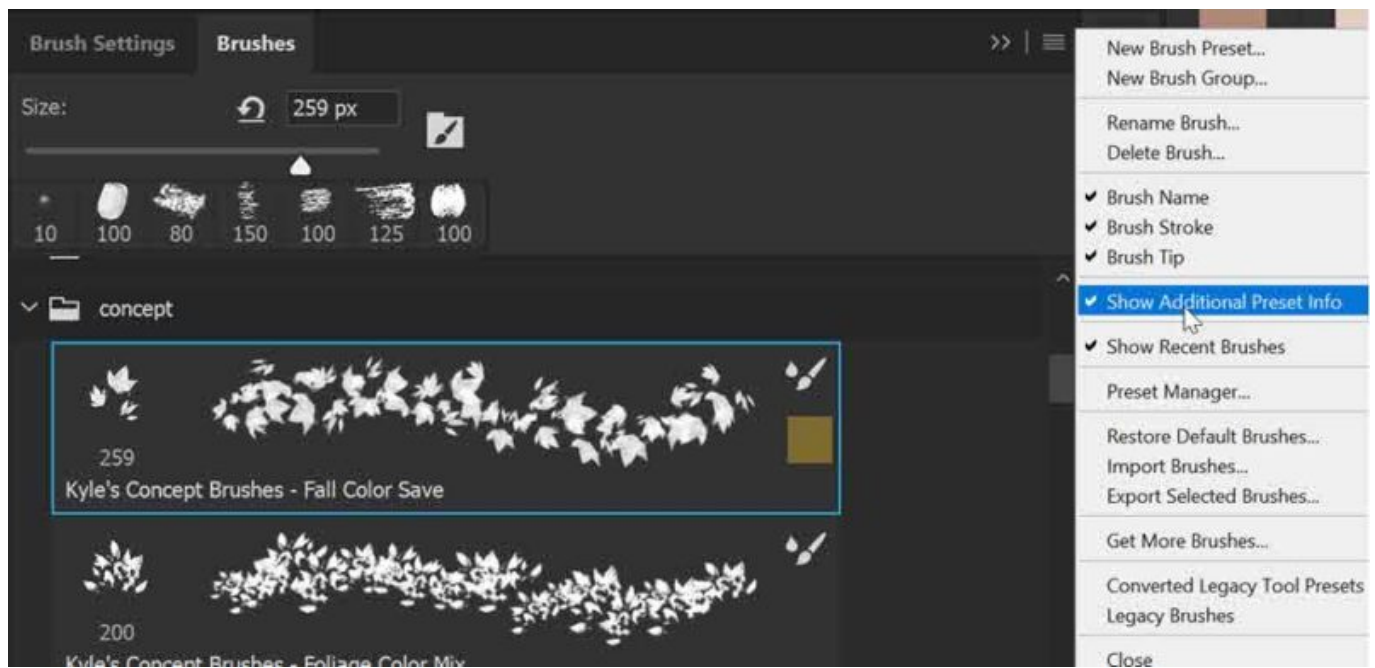 Brush Settings
Brushes
Size:
259 px
10 100 80 150 100 125 100
concept
259
Kyle's Concept Brushes - Fall Color Save
200
Kyle's Concept Brushes - Foliage Color Mix
New Brush Preset...
New Brush Group...
Rename Brush...
Delete Brush...
Brush Name
Brush Stroke
Brush Tip
Show Additional Preset Info
Show Recent Brushes
Preset Manager...
Restore Default Brushes...
Import Brushes...
Export Selected Brushes...
Get More Brushes...
Converted Legacy Tool Presets
Legacy Brushes
Close